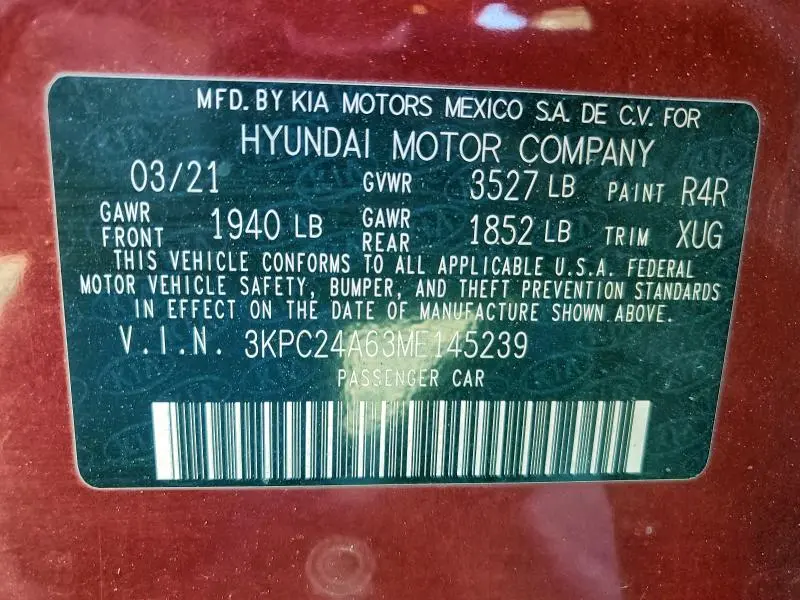 MFD. BY KIA MOTORS MEXICO S.A. DE C.V. FOR
HYUNDAI MOTOR COMPANY
03/21 GVWR 3527 LB PAINT R4R
GAWR FRONT 1940 LB GAWR REAR 1852 LB TRIM XUG
THIS VEHICLE CONFORMS TO ALL APPLICABLE U.S.A. FEDERAL
MOTOR VEHICLE SAFETY, BUMPER, AND THEFT PREVENTION STANDARDS
IN EFFECT ON THE DATE OF MANUFACTURE SHOWN ABOVE.
V.I.N. 3KPC24A63ME145239
PASSENGER CAR